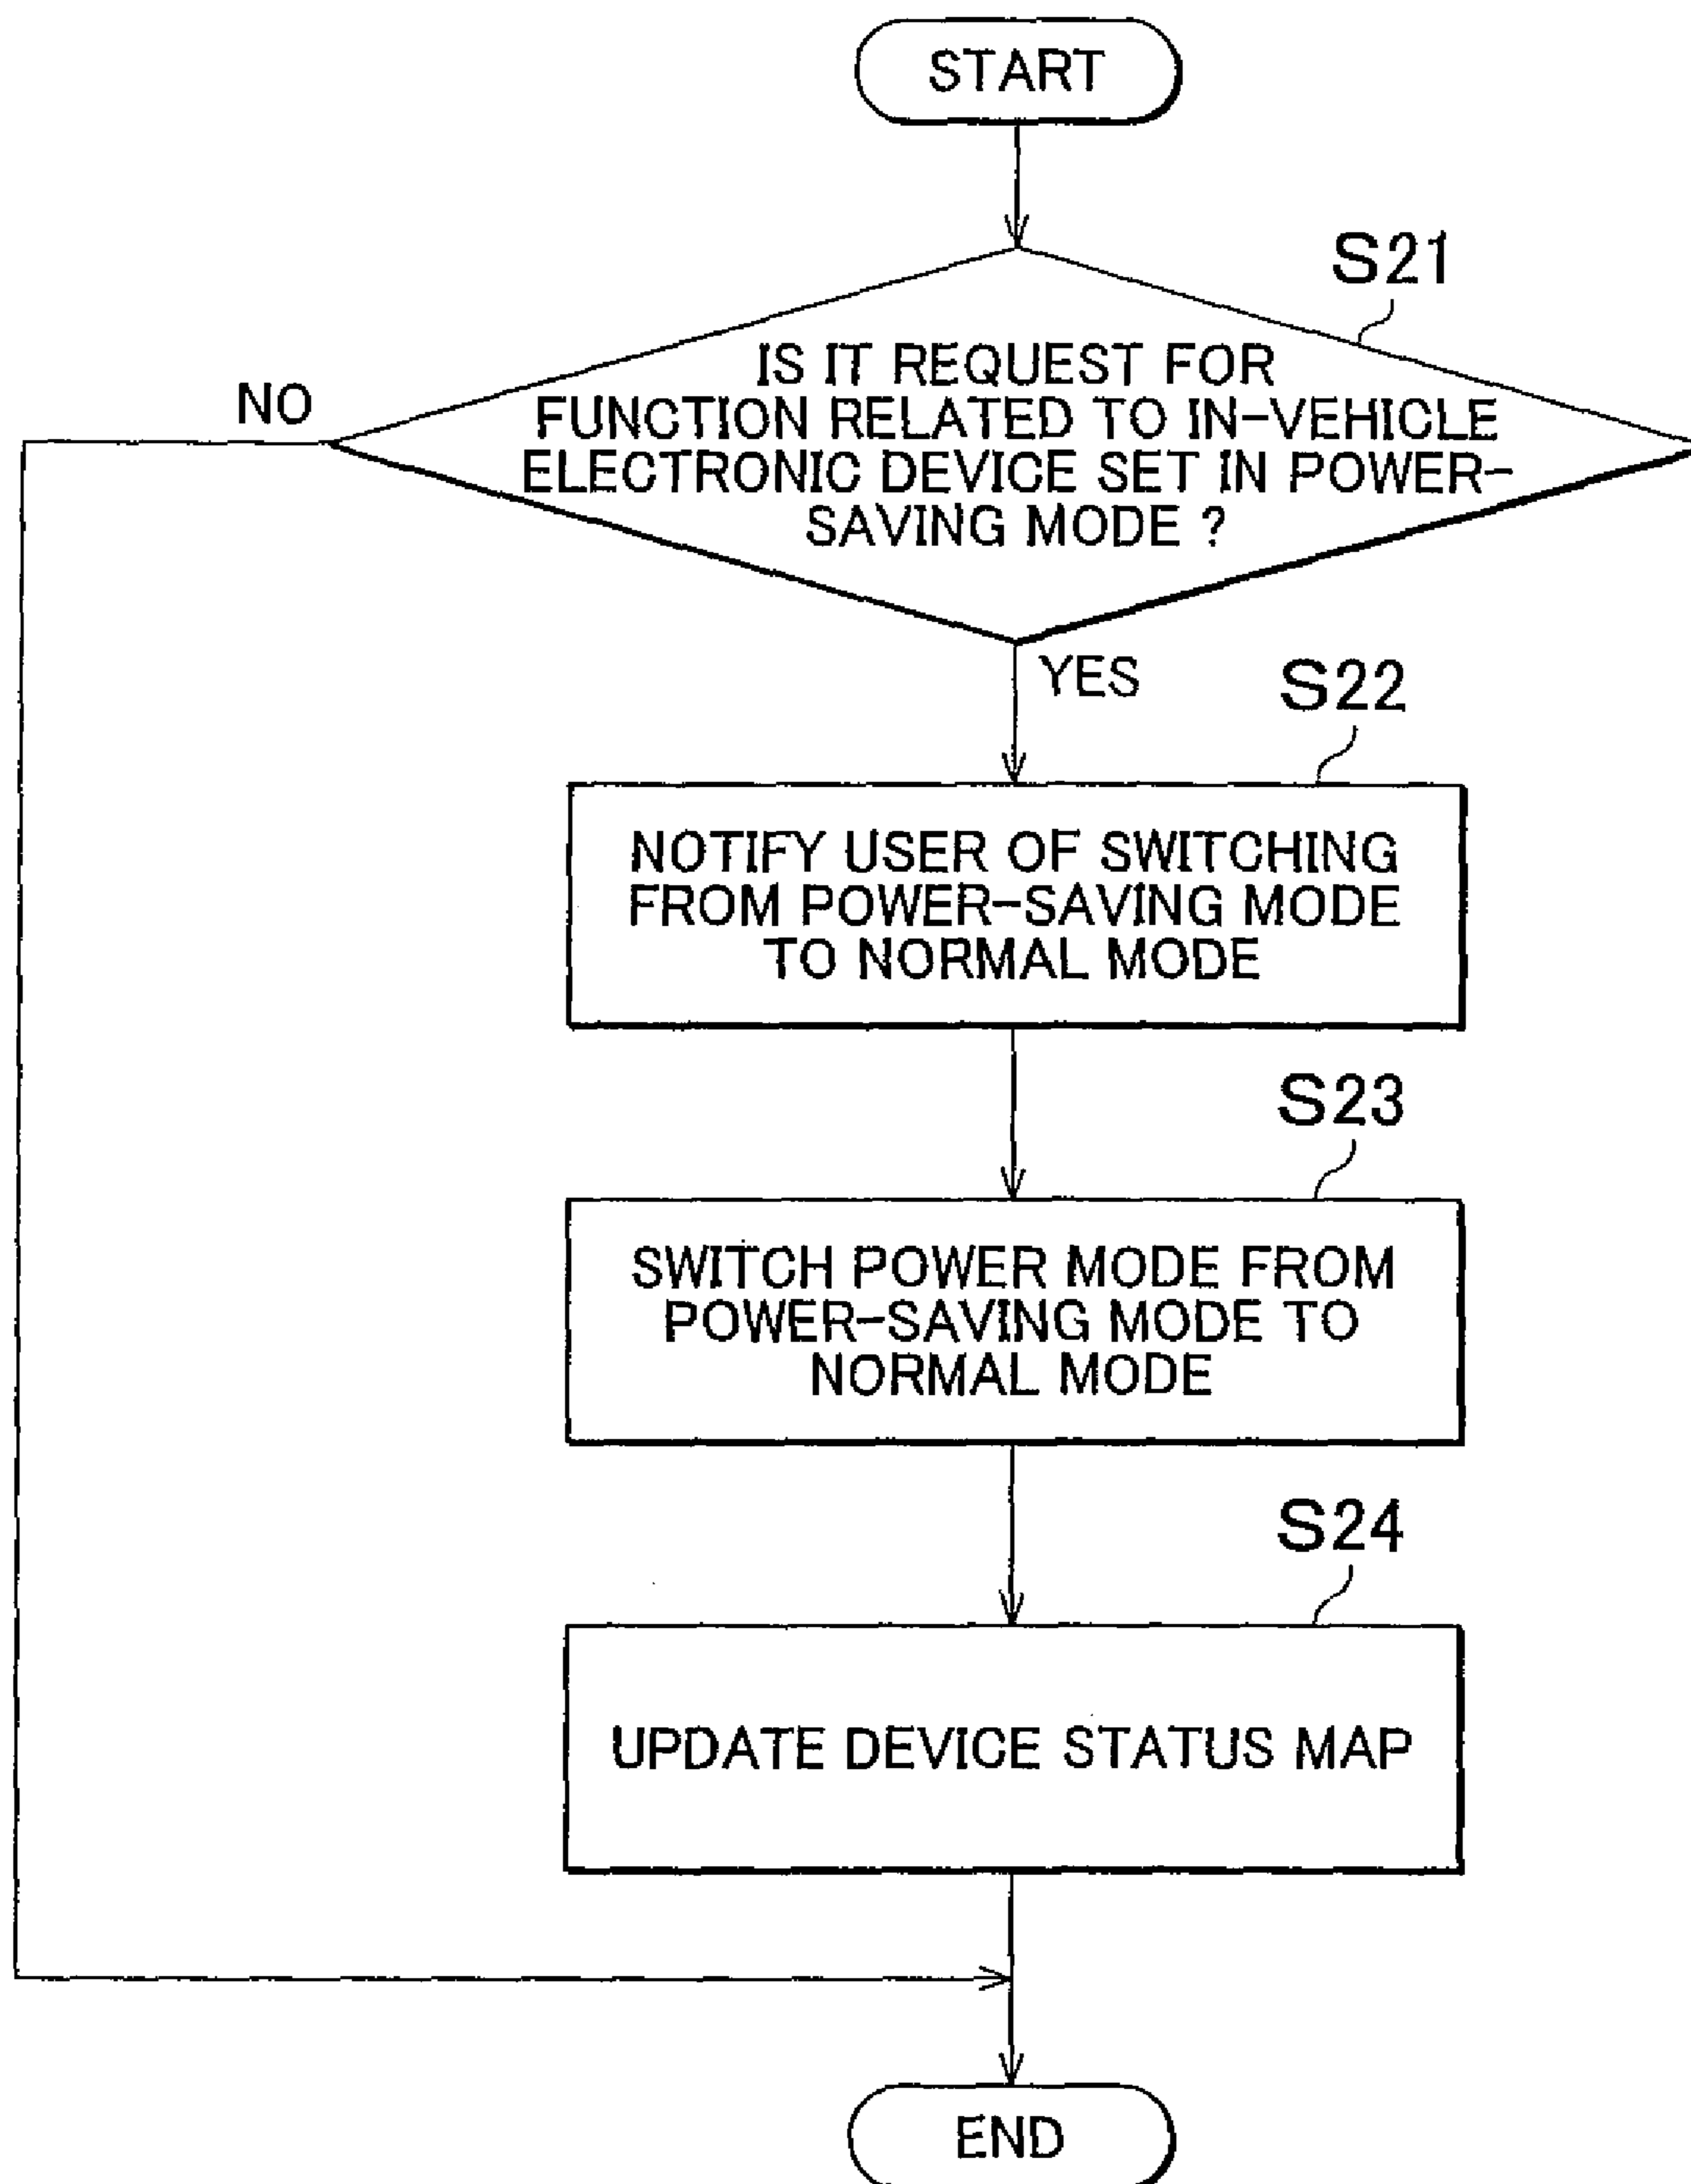 START
S21
IS IT REQUEST FOR
FUNCTION RELATED TO IN-VEHICLE
ELECTRONIC DEVICE SET IN POWER-
SAVING MODE ?
NO
YES
S22
NOTIFY USER OF SWITCHING
FROM POWER-SAVING MODE
TO NORMAL MODE
S23
SWITCH POWER MODE FROM
POWER-SAVING MODE TO
NORMAL MODE
S24
UPDATE DEVICE STATUS MAP
END